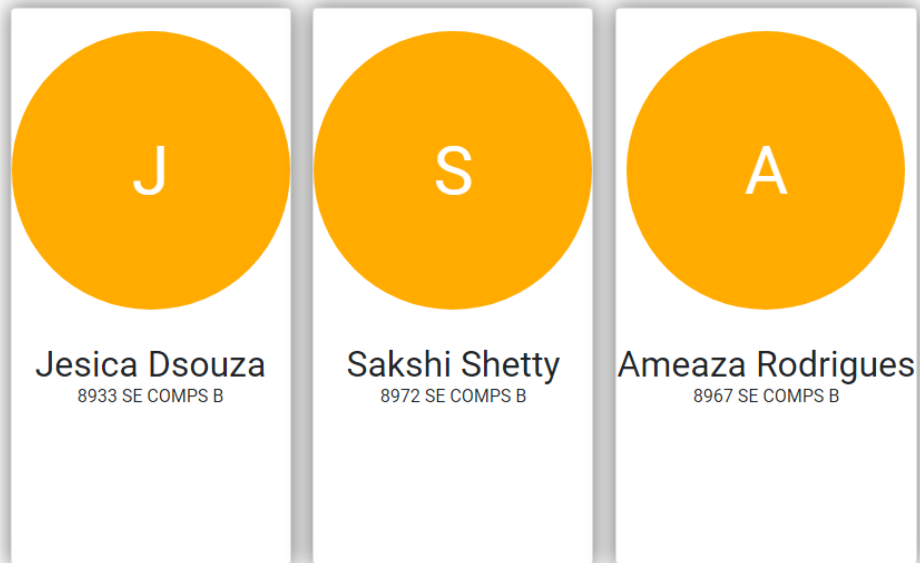 J
Jesica Dsouza
8933 SE COMPS B
S
Sakshi Shetty
8972 SE COMPS B
A
Ameaza Rodrigues
8967 SE COMPS B